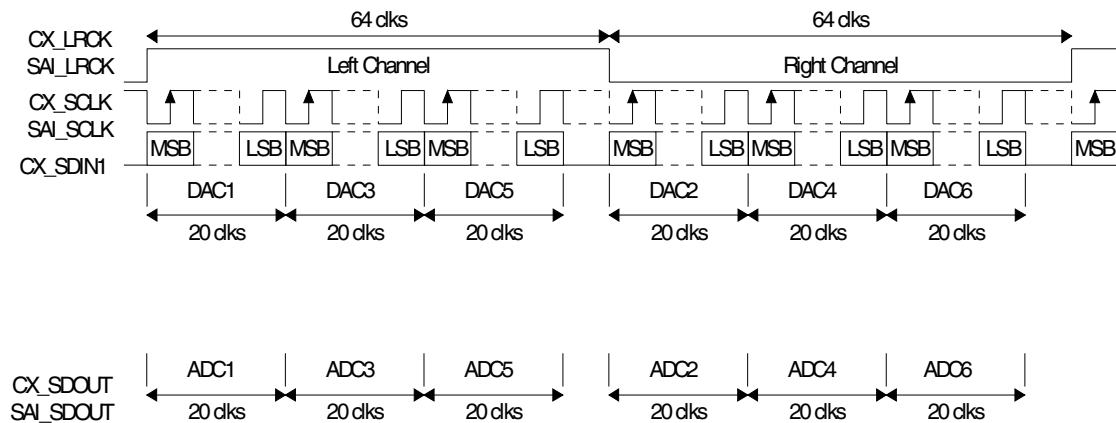 64 clks 64 clks
CX_LRCK
SAI_LRCK Left Channel Right Channel
CX_SCLK
SAI_SCLK
MSB LSB MSB LSB MSB LSB MSB LSB MSB LSB MSB LSB MSB
CX_SDIN1
DAC1 DAC3 DAC5 DAC2 DAC4 DAC6
20 clks 20 clks 20 clks 20 clks 20 clks 20 clks
ADC1 ADC3 ADC5 ADC2 ADC4 ADC6
CX_SDOUT
SAI_SDOUT 20 clks 20 clks 20 clks 20 clks 20 clks 20 clks